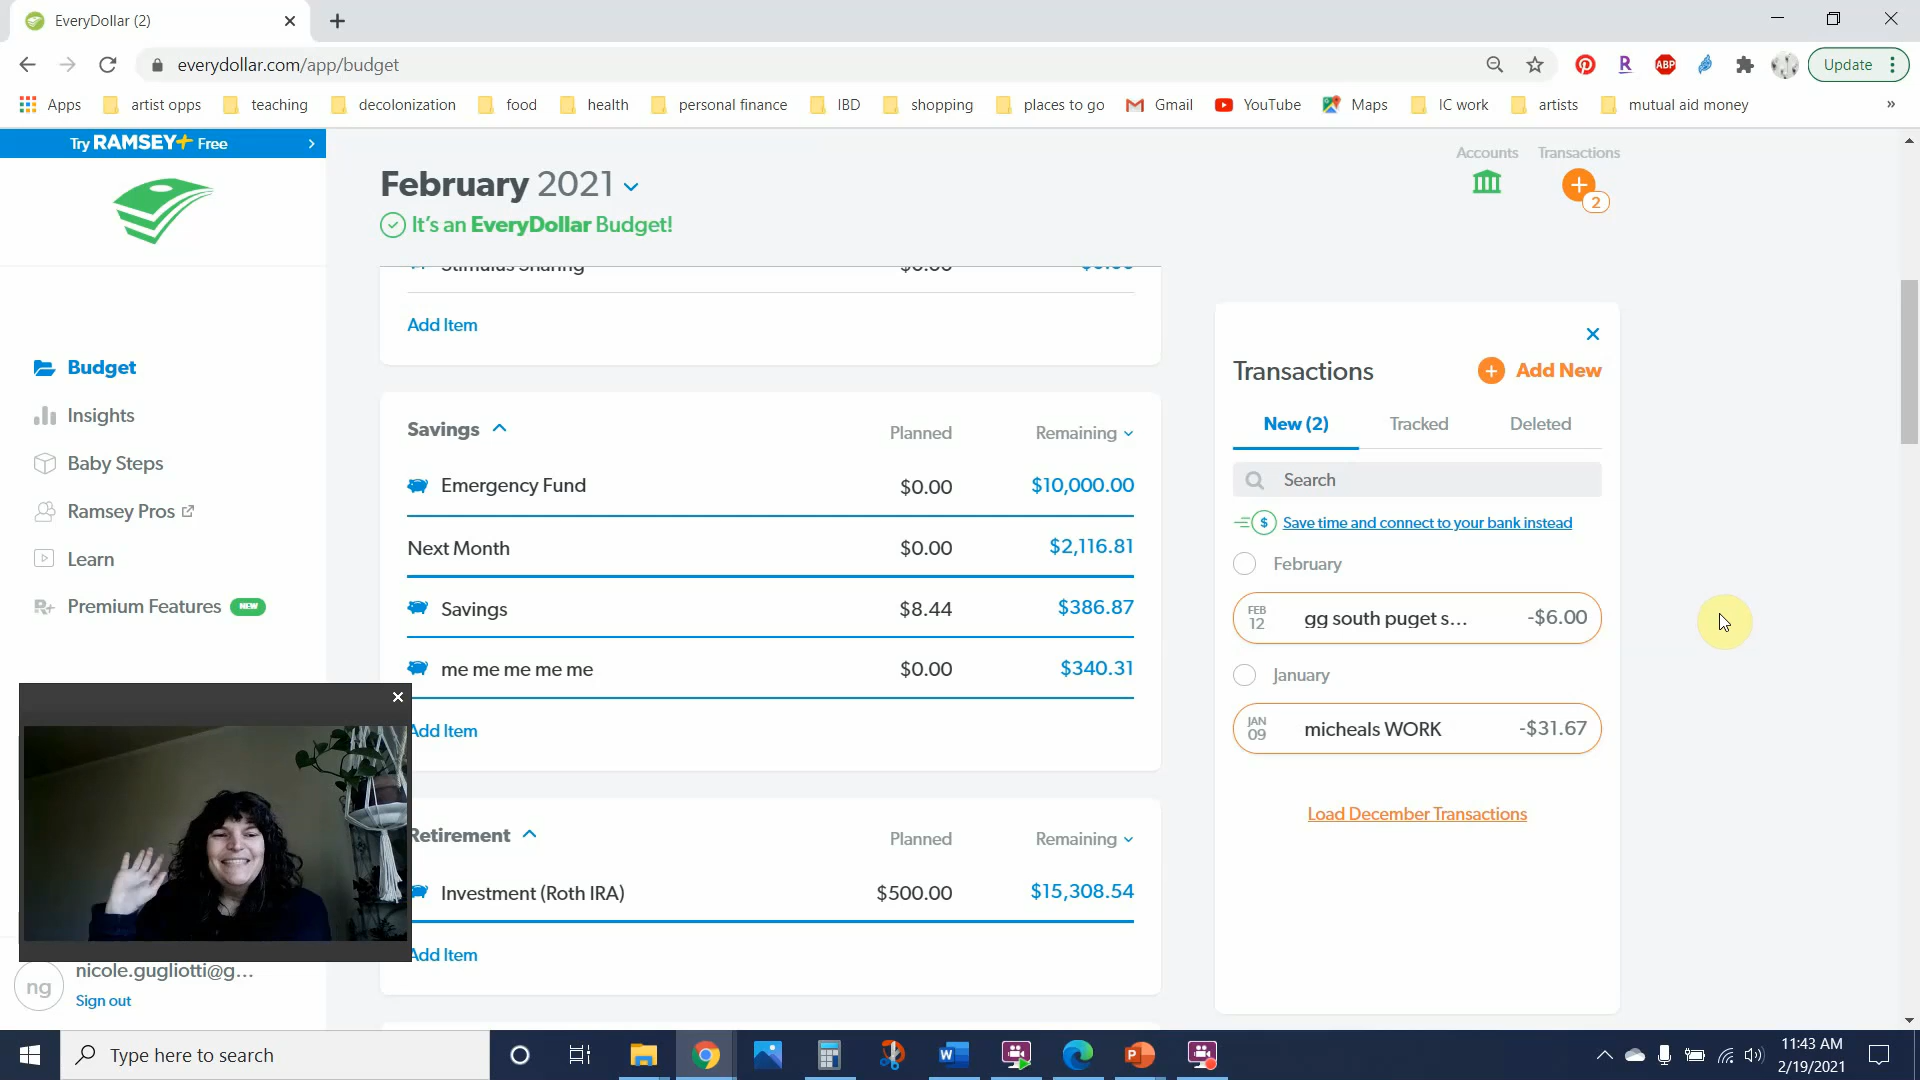 EveryDollar (2)
everydollar.com/app/budget
ABP
Update
Apps
artist opps
teaching
decolonization
food
health
personal finance
IBD
shopping
places to go
Gmail
YouTube
Maps
IC work
artists
mutual aid money
»
Try RAMSEY+ Free
Budget
Insights
Baby Steps
Ramsey Pros
Learn
Premium Features NEW
ng
nicole.gugliotti@g...
Sign out
February 2021
It's an EveryDollar Budget!
Accounts
Transactions
2
Stimulus Sharing $0.00 $0.00
Add Item
Savings Planned Remaining
Emergency Fund $0.00 $10,000.00
Next Month $0.00 $2,116.81
Savings $8.44 $386.87
me me me me me $0.00 $340.31
Add Item
Retirement Planned Remaining
Investment (Roth IRA) $500.00 $15,308.54
Add Item
Transactions
Add New
New (2) Tracked Deleted
Search
Save time and connect to your bank instead
February
FEB 12 gg south puget s... -$6.00
January
JAN 09 micheals WORK -$31.67
Load December Transactions
Type here to search
11:43 AM
2/19/2021